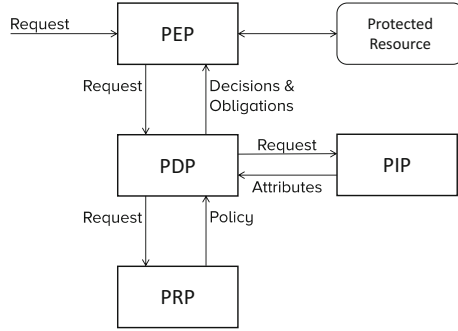 Request
PEP
Protected
Resource
Request
Decisions &
Obligations
PDP
Request
Attributes
PIP
Request
Policy
PRP